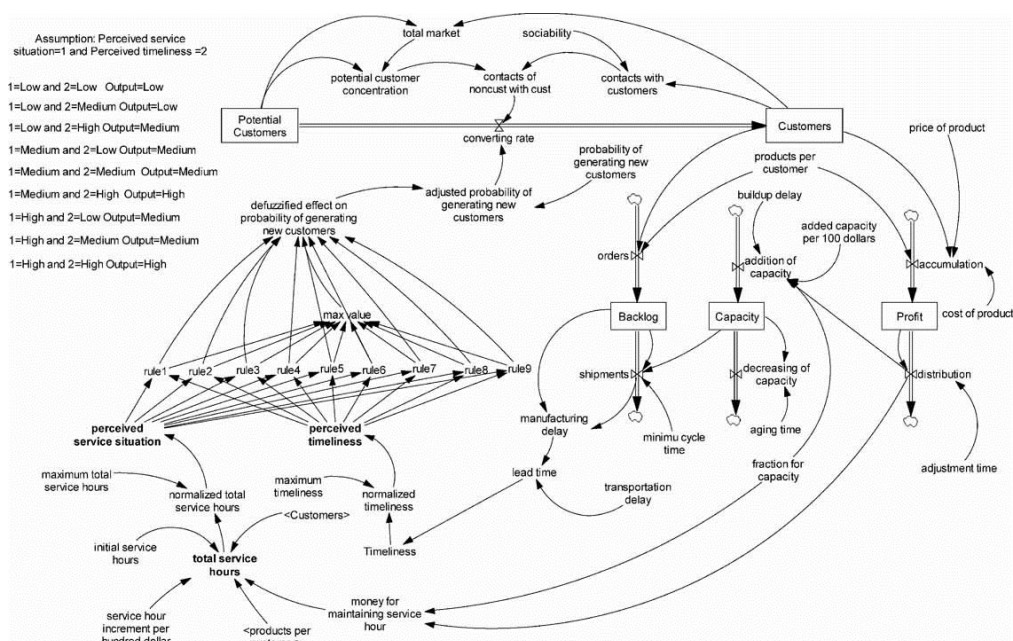 Assumption: Perceived service
situation=1 and Perceived timeliness =2
1=Low and 2=Low Output=Low
1=Low and 2=Medium Output=Low
1=Low and 2=High Output=Medium
1=Medium and 2=Low Output=Medium
1=Medium and 2=Medium Output=Medium
1=Medium and 2=High Output=High
1=High and 2=Low Output=Medium
1=High and 2=Medium Output=Medium
1=High and 2=High Output=High
total market
sociability
potential customer
concentration
contacts of
noncust with cust
contacts with
customers
Potential
Customers
Customers
price of product
converting rate
probability of
generating new
customers
products per
customer
adjusted probability of
generating new
customers
defuzzified effect on
probability of generating
new customers
buildup delay
added capacity
per 100 dollars
orders
addition of
capacity
accumulation
max value
Backlog
Capacity
Profit
cost of product
rule1
rule2
rule3
rule4
rule5
rule6
rule7
rule8
rule9
shipments
decreasing of
capacity
distribution
perceived
service situation
perceived
timeliness
manufacturing
delay
minimu cycle
time
aging time
fraction for
capacity
adjustment time
maximum total
service hours
normalized total
service hours
maximum
timeliness
normalized
timeliness
lead time
transportation
delay
<Customers>
initial service
hours
total service
hours
Timeliness
service hour
increment per
hundred dollar
<products per
money for
maintaining service
hour